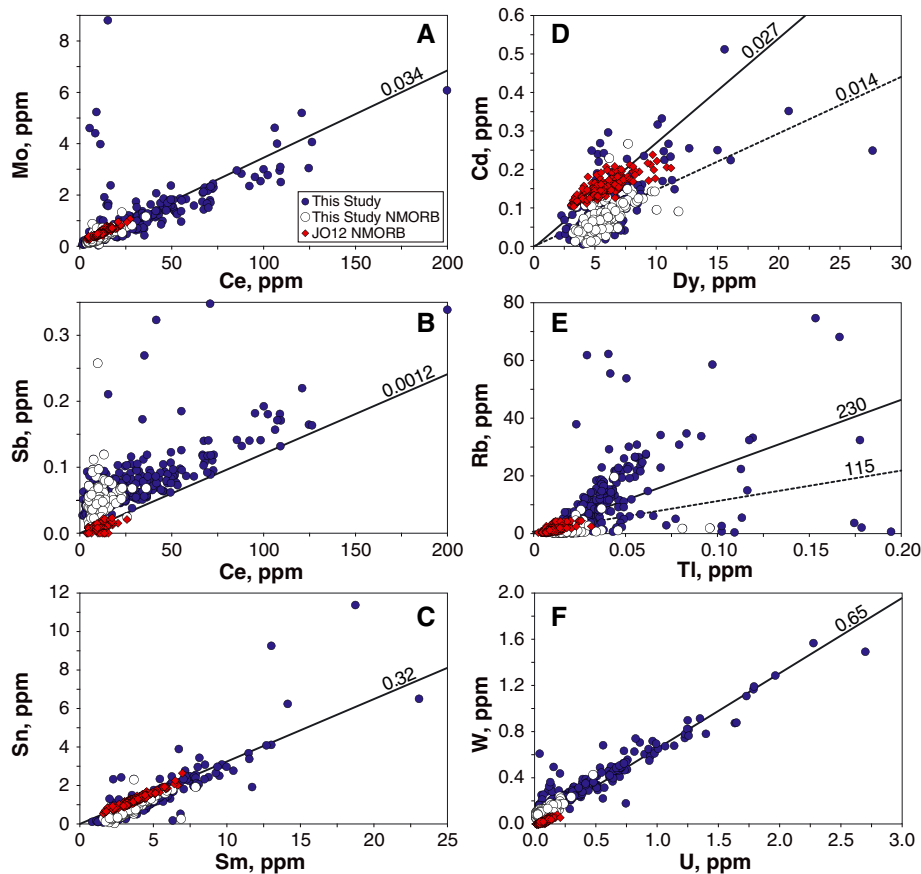 A
Mo, ppm
8
6
4
2
0
0.034
This Study
This Study NMORB
JO12 NMORB
0 50 100 150 200
Ce, ppm
B
Sb, ppm
0.3
0.2
0.1
0.0
0.0012
0 50 100 150 200
Ce, ppm
C
Sn, ppm
12
10
8
6
4
2
0
0.32
0 5 10 15 20 25
Sm, ppm
D
Cd, ppm
0.6
0.5
0.4
0.3
0.2
0.1
0.0
0.027
0.014
0 5 10 15 20 25 30
Dy, ppm
E
Rb, ppm
80
60
40
20
0
230
115
0.00 0.05 0.10 0.15 0.20
Tl, ppm
F
W, ppm
2.0
1.6
1.2
0.8
0.4
0.0
0.65
0.0 0.5 1.0 1.5 2.0 2.5 3.0
U, ppm